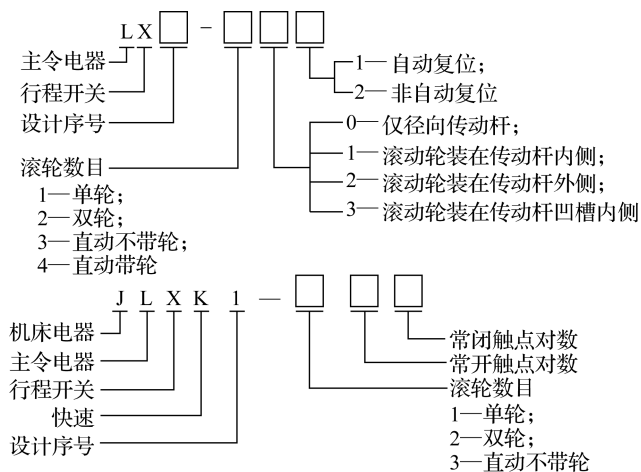 LX□-□□□
主令电器
行程开关
设计序号
滚轮数目
1—单轮；
2—双轮；
3—直动不带轮；
4—直动带轮
1—自动复位；
2—非自动复位
0—仅径向传动杆；
1—滚动轮装在传动杆内侧；
2—滚动轮装在传动杆外侧；
3—滚动轮装在传动杆凹槽内侧
J L X K 1 — □ □ □
机床电器
主令电器
行程开关
快速
设计序号
常闭触点对数
常开触点对数
滚轮数目
1—单轮；
2—双轮；
3—直动不带轮